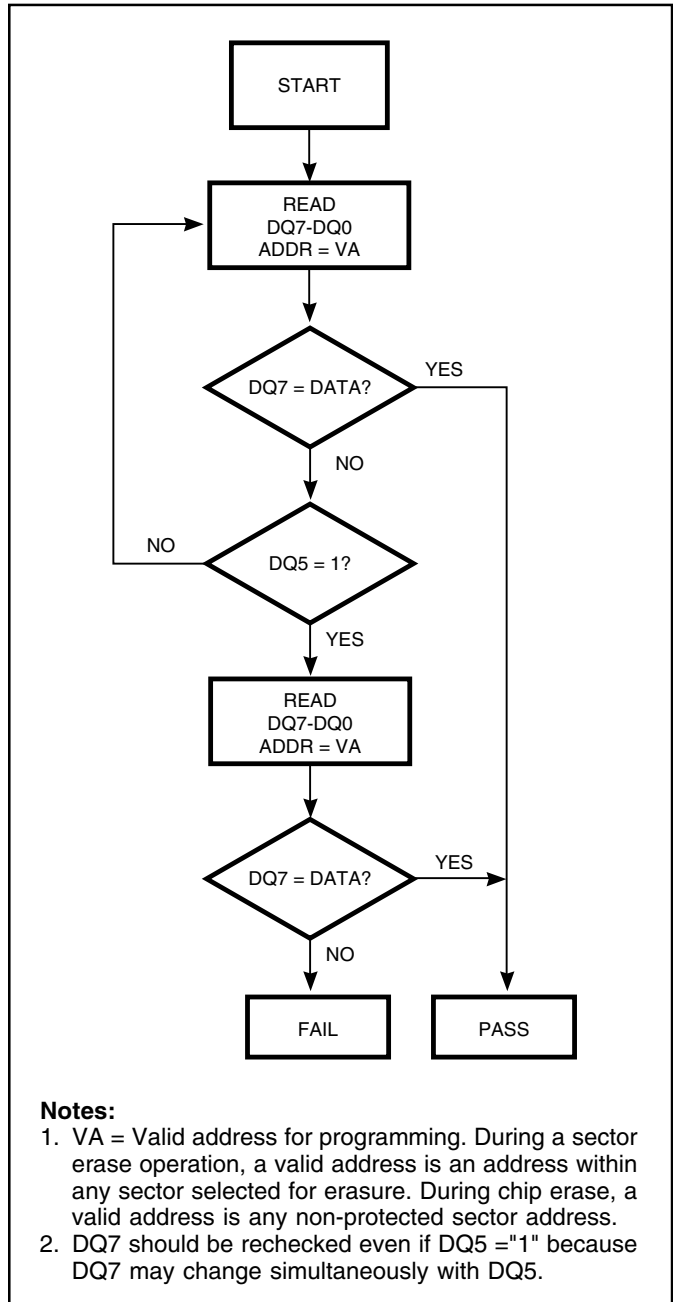 START
READ
DQ7-DQ0
ADDR = VA
DQ7 = DATA?
YES
NO
NO
DQ5 = 1?
YES
READ
DQ7-DQ0
ADDR = VA
DQ7 = DATA?
YES
NO
FAIL
PASS
Notes:
1. VA = Valid address for programming. During a sector
erase operation, a valid address is an address within
any sector selected for erasure. During chip erase, a
valid address is any non-protected sector address.
2. DQ7 should be rechecked even if DQ5 ="1" because
DQ7 may change simultaneously with DQ5.